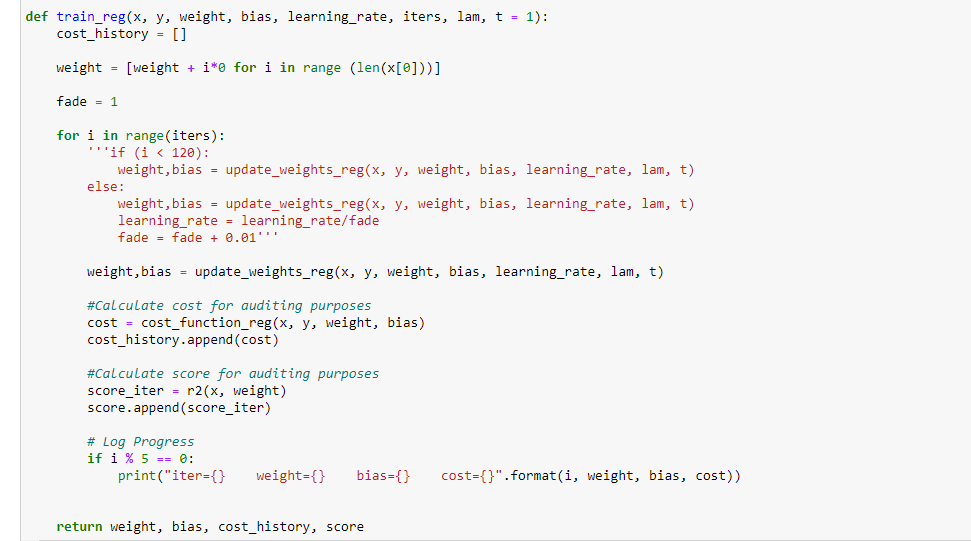 def train_reg(x, y, weight, bias, learning_rate, iters, lam, t = 1):
    cost_history = []

    weight = [weight + i*0 for i in range (len(x[0]))]

    fade = 1

    for i in range(iters):
        '''if (i < 120):
            weight,bias = update_weights_reg(x, y, weight, bias, learning_rate, lam, t)
        else:
            weight,bias = update_weights_reg(x, y, weight, bias, learning_rate, lam, t)
            learning_rate = learning_rate/fade
            fade = fade + 0.01'''

        weight,bias = update_weights_reg(x, y, weight, bias, learning_rate, lam, t)

        #Calculate cost for auditing purposes
        cost = cost_function_reg(x, y, weight, bias)
        cost_history.append(cost)

        #Calculate score for auditing purposes
        score_iter = r2(x, weight)
        score.append(score_iter)

        # Log Progress
        if i % 5 == 0:
            print("iter={}    weight={}    bias={}    cost={}".format(i, weight, bias, cost))


    return weight, bias, cost_history, score